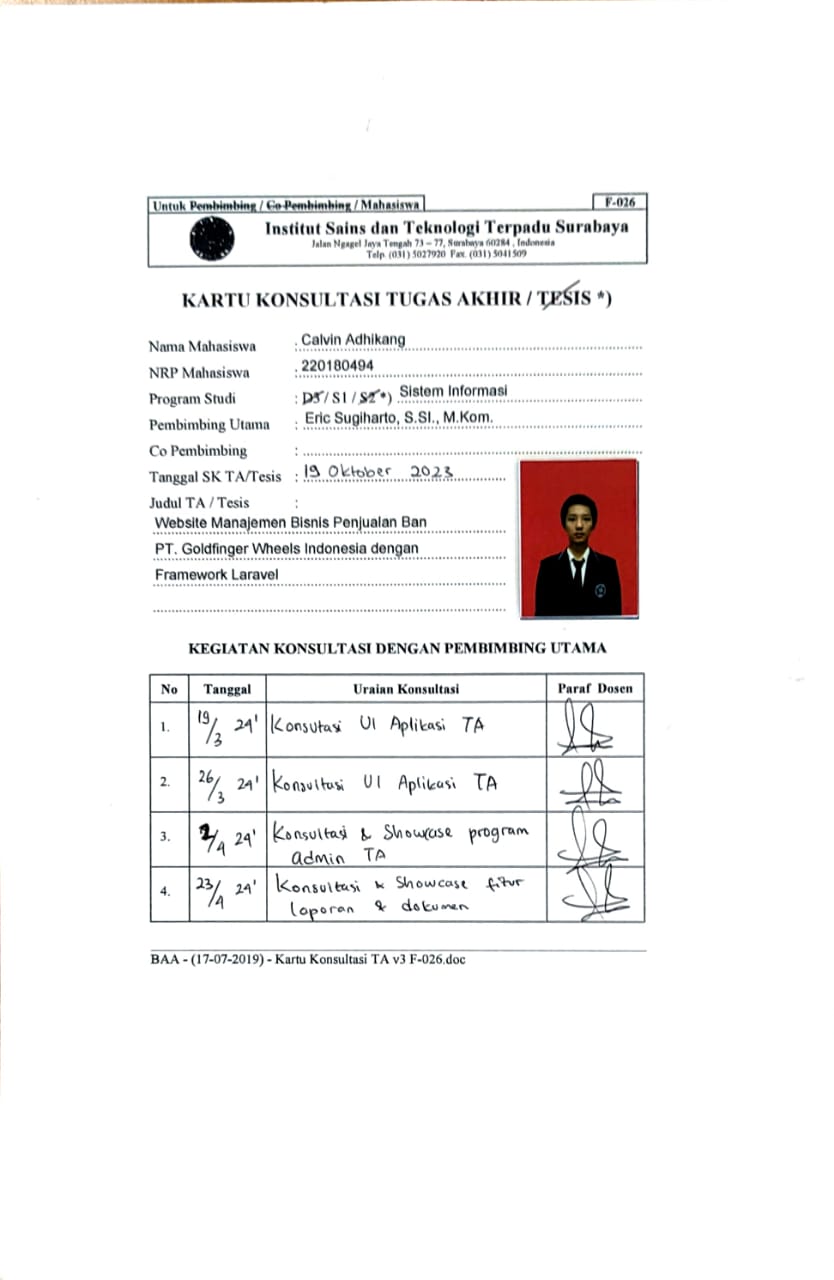 Untuk Pembimbing / Co Pembimbing / Mahasiswa
F-026
Institut Sains dan Teknologi Terpadu Surabaya
Jalan Ngagel Jaya Tengah 73 – 77, Surabaya 60284 , Indonesia
Telp. (031) 5027920 Fax. (031) 5041509
KARTU KONSULTASI TUGAS AKHIR / TESIS *)
Nama Mahasiswa : Calvin Adhikang
NRP Mahasiswa : 220180494
Program Studi : D3 / S1 / S2 *) Sistem Informasi
Pembimbing Utama : Eric Sugiharto, S.SI., M.Kom.
Co Pembimbing :
Tanggal SK TA/Tesis : 19 Oktober 2023
Judul TA / Tesis :
Website Manajemen Bisnis Penjualan Ban
PT. Goldfinger Wheels Indonesia dengan
Framework Laravel
KEGIATAN KONSULTASI DENGAN PEMBIMBING UTAMA
No Tanggal Uraian Konsultasi Paraf Dosen
1. 19/3 24' Konsutasi UI Aplikasi TA
2. 26/3 24' Konsultasi UI Aplikasi TA
3. 2/4 24' Konsultasi & Showcase program
admin TA
4. 23/4 24' Konsultasi & Showcase fitur
laporan & dokumen
BAA - (17-07-2019) - Kartu Konsultasi TA v3 F-026.doc